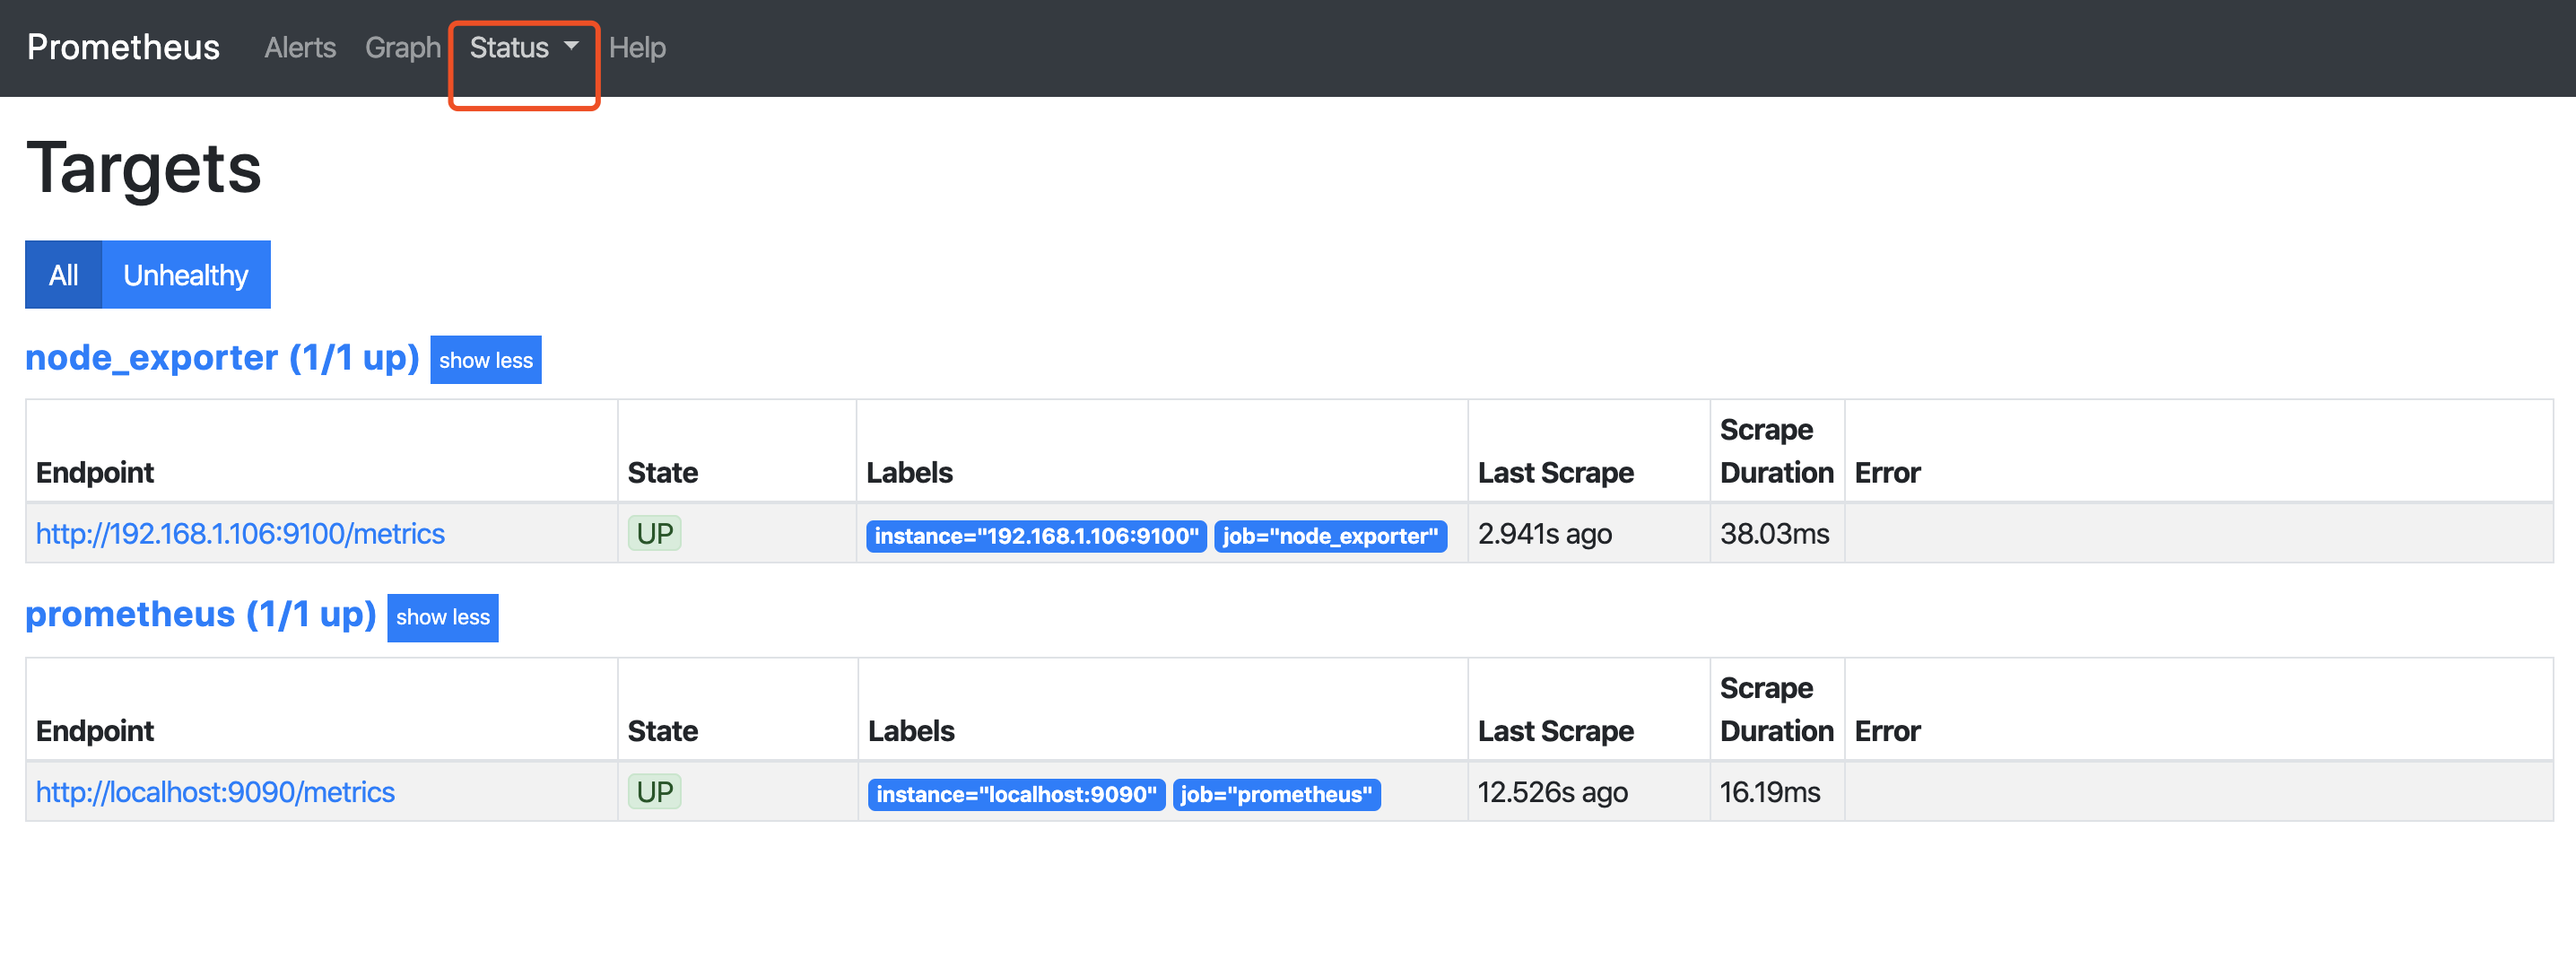 Prometheus Alerts Graph Status Help
Targets
All Unhealthy
node_exporter (1/1 up) show less
Endpoint State Labels Last Scrape Scrape Duration Error
http://192.168.1.106:9100/metrics UP instance="192.168.1.106:9100" job="node_exporter" 2.941s ago 38.03ms
prometheus (1/1 up) show less
Endpoint State Labels Last Scrape Scrape Duration Error
http://localhost:9090/metrics UP instance="localhost:9090" job="prometheus" 12.526s ago 16.19ms